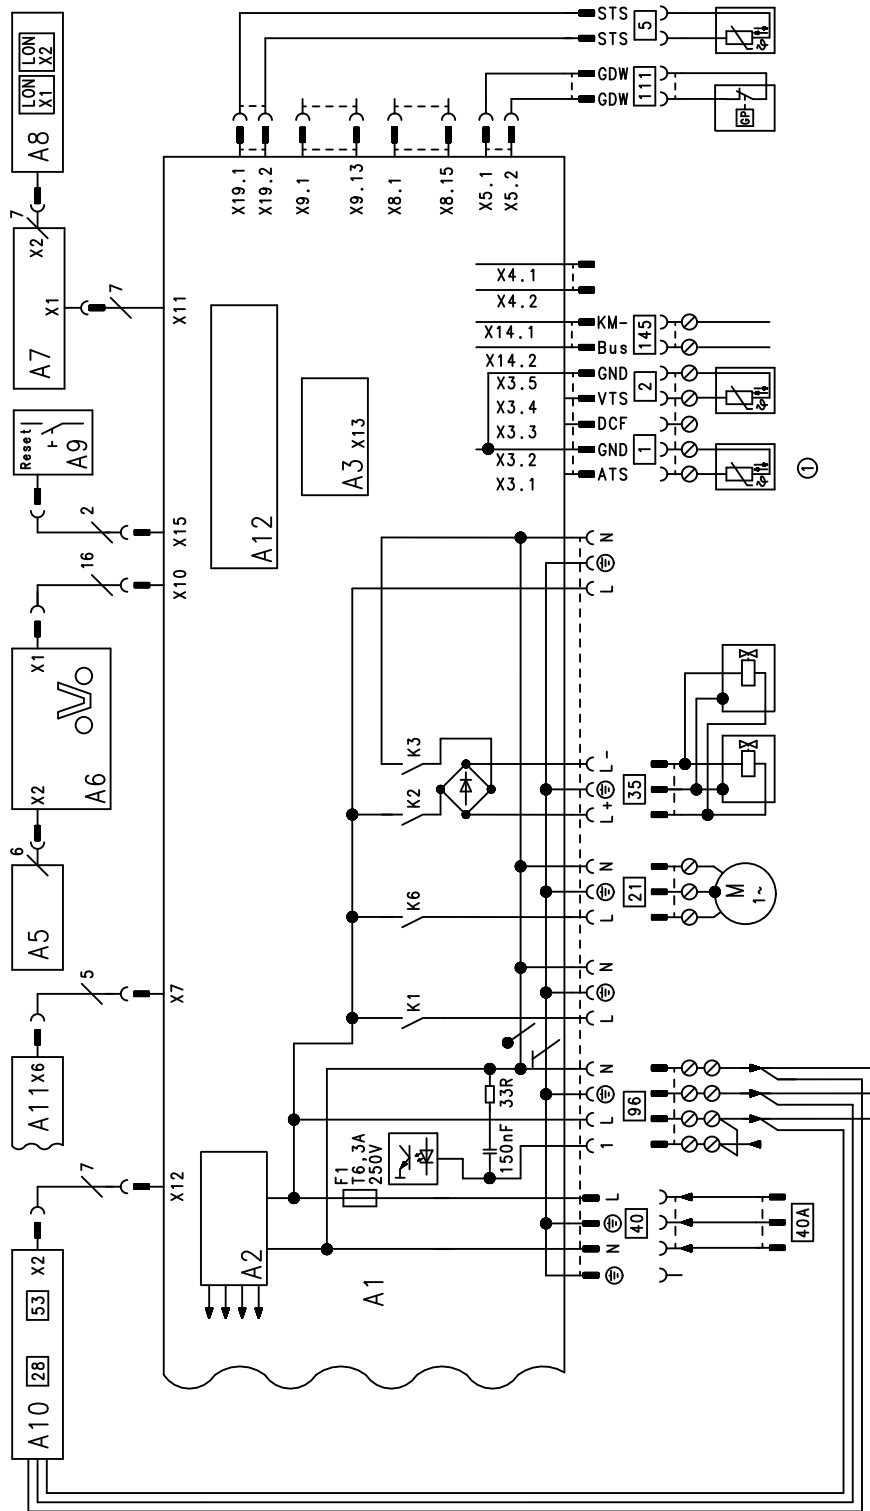 LON X1
LON X2
A8
7
X2
X1
A7
7
X11
Reset
A9
2
X15
16
X10
X1
X2
A6
6
A5
5
X7
A11 X6
7
X12
X2
53
28
A10
X19.1
X19.2
X9.1
X9.13
X8.1
X8.15
X5.1
X5.2
STS
STS
5
GDW
GDW
111
GP
X4.1
X4.2
X14.1
X14.2
X3.5
X3.4
X3.3
X3.2
X3.1
KM-
Bus
145
GND
VTS
2
DCF
GND
ATS
1
1
A12
A3 X13
N
L
K3
K2
L-
L+
35
K6
N
L
21
M
1~
K1
N
L
N
L
1
96
33R
150nF
F1
T6,3A
250V
A2
A1
L
N
40
40A